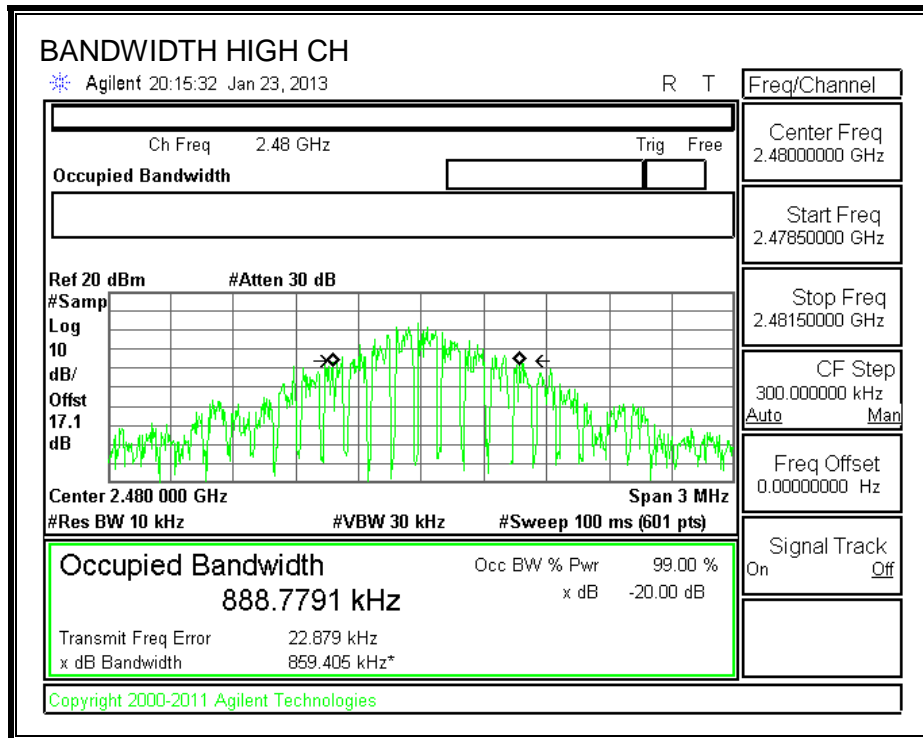 BANDWIDTH HIGH CH
Agilent 20:15:32 Jan 23, 2013 R T
Freq/Channel
Ch Freq 2.48 GHz Trig Free
Occupied Bandwidth
Center Freq
2.48000000 GHz
Start Freq
2.47850000 GHz
Stop Freq
2.48150000 GHz
CF Step
300.000000 kHz
Auto Man
Freq Offset
0.00000000 Hz
Signal Track
On Off
Ref 20 dBm #Atten 30 dB
#Samp
Log
10
dB/
Offst
17.1
dB
Center 2.480 000 GHz Span 3 MHz
#Res BW 10 kHz #VBW 30 kHz #Sweep 100 ms (601 pts)
Occupied Bandwidth Occ BW % Pwr 99.00 %
888.7791 kHz x dB -20.00 dB
Transmit Freq Error 22.879 kHz
x dB Bandwidth 859.405 kHz*
Copyright 2000-2011 Agilent Technologies